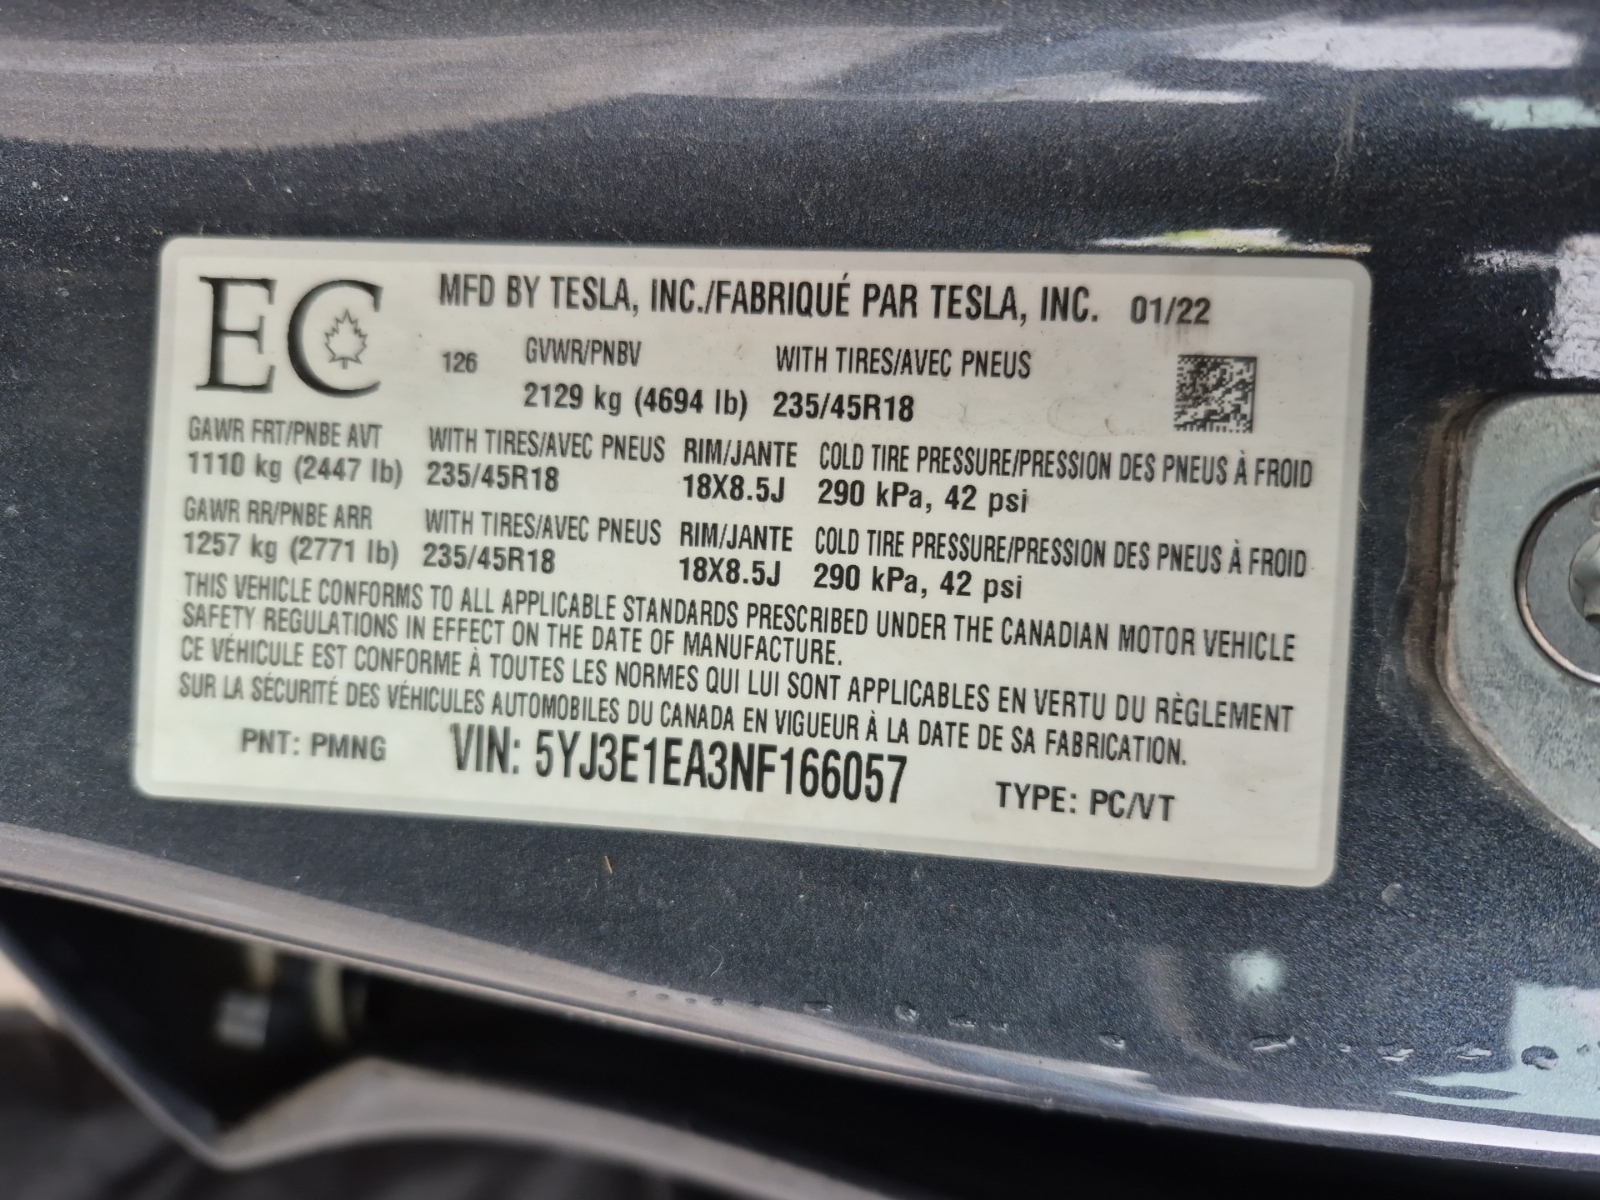 EC
MFD BY TESLA, INC./FABRIQUÉ PAR TESLA, INC. 01/22
126 GVWR/PNBV WITH TIRES/AVEC PNEUS
2129 kg (4694 lb) 235/45R18
GAWR FRT/PNBE AVT WITH TIRES/AVEC PNEUS RIM/JANTE COLD TIRE PRESSURE/PRESSION DES PNEUS À FROID
1110 kg (2447 lb) 235/45R18 18X8.5J 290 kPa, 42 psi
GAWR RR/PNBE ARR WITH TIRES/AVEC PNEUS RIM/JANTE COLD TIRE PRESSURE/PRESSION DES PNEUS À FROID
1257 kg (2771 lb) 235/45R18 18X8.5J 290 kPa, 42 psi
THIS VEHICLE CONFORMS TO ALL APPLICABLE STANDARDS PRESCRIBED UNDER THE CANADIAN MOTOR VEHICLE
SAFETY REGULATIONS IN EFFECT ON THE DATE OF MANUFACTURE.
CE VÉHICULE EST CONFORME À TOUTES LES NORMES QUI LUI SONT APPLICABLES EN VERTU DU RÈGLEMENT
SUR LA SÉCURITÉ DES VÉHICULES AUTOMOBILES DU CANADA EN VIGUEUR À LA DATE DE SA FABRICATION.
PNT: PMNG VIN: 5YJ3E1EA3NF166057 TYPE: PC/VT